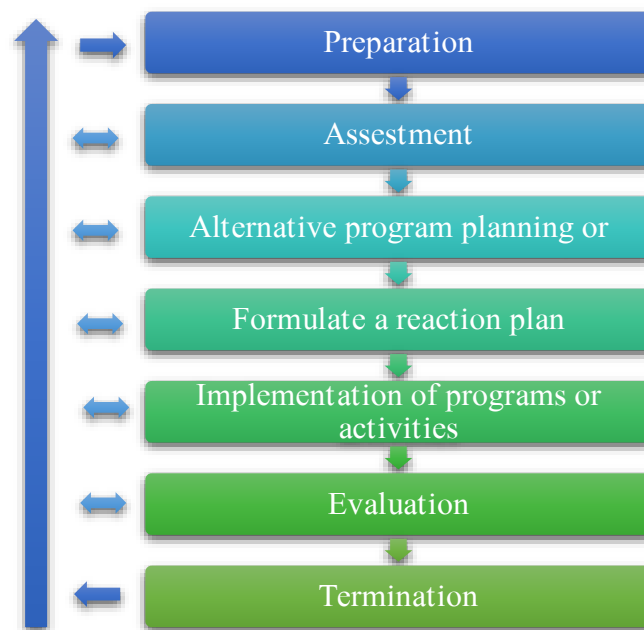 Preparation
Assestment
Alternative program planning or
Formulate a reaction plan
Implementation of programs or
activities
Evaluation
Termination